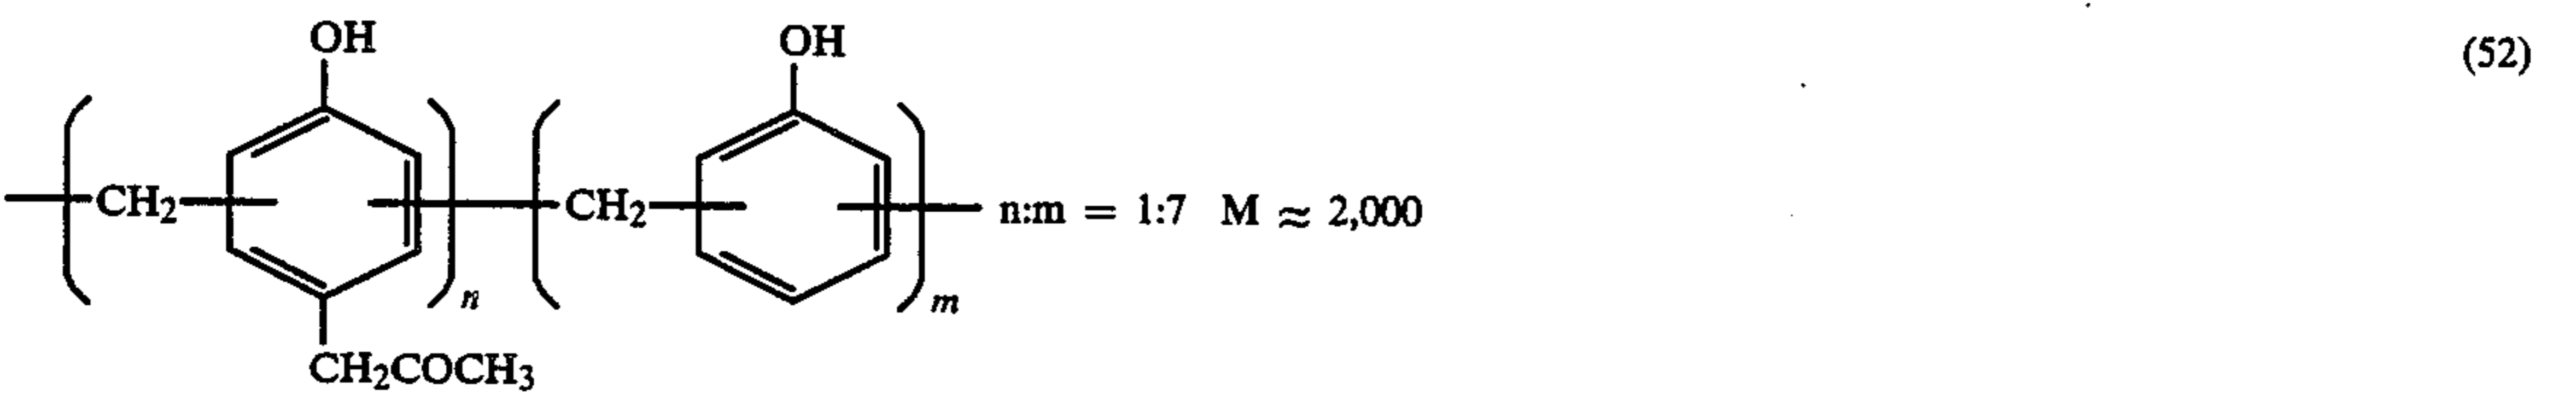 OH OH (52)
CH₂ CH₂ n:m = 1:7 M ≈ 2,000
n m
CH₂COCH₃